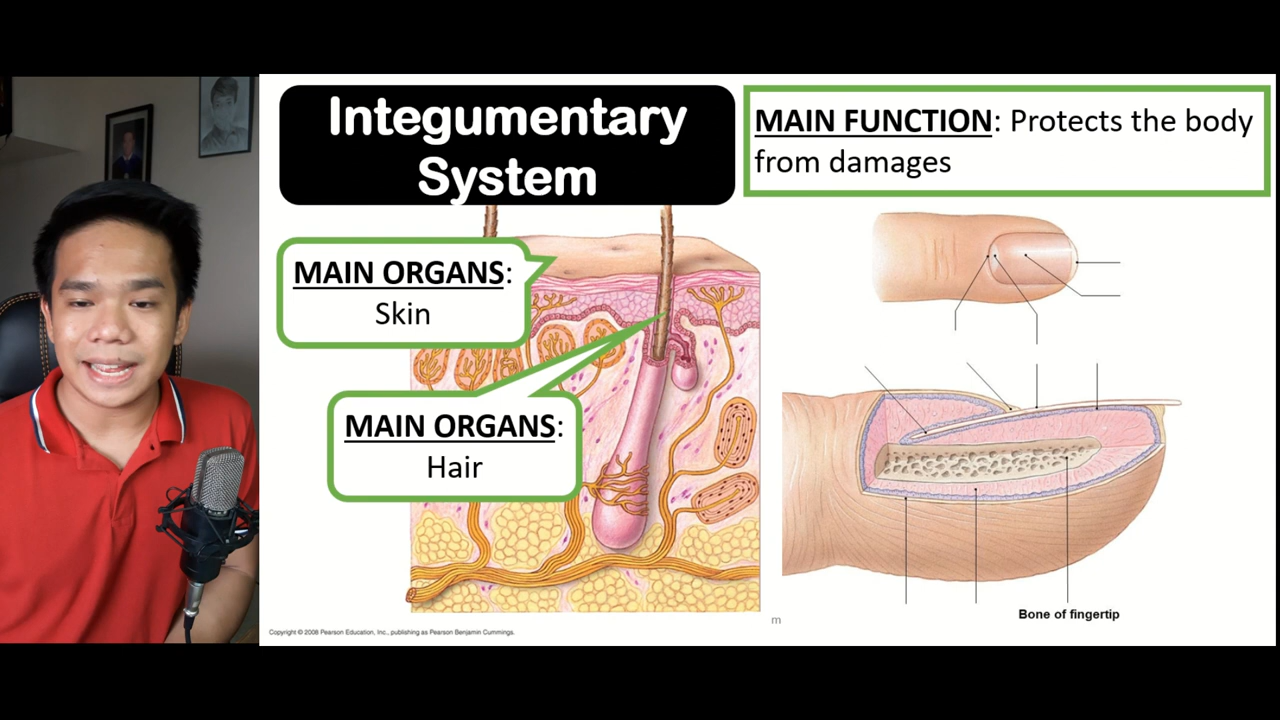 Integumentary
System
MAIN FUNCTION: Protects the body
from damages
MAIN ORGANS:
Skin
MAIN ORGANS:
Hair
Bone of fingertip
m
Copyright © 2008 Pearson Education, Inc., publishing as Pearson Benjamin Cummings.